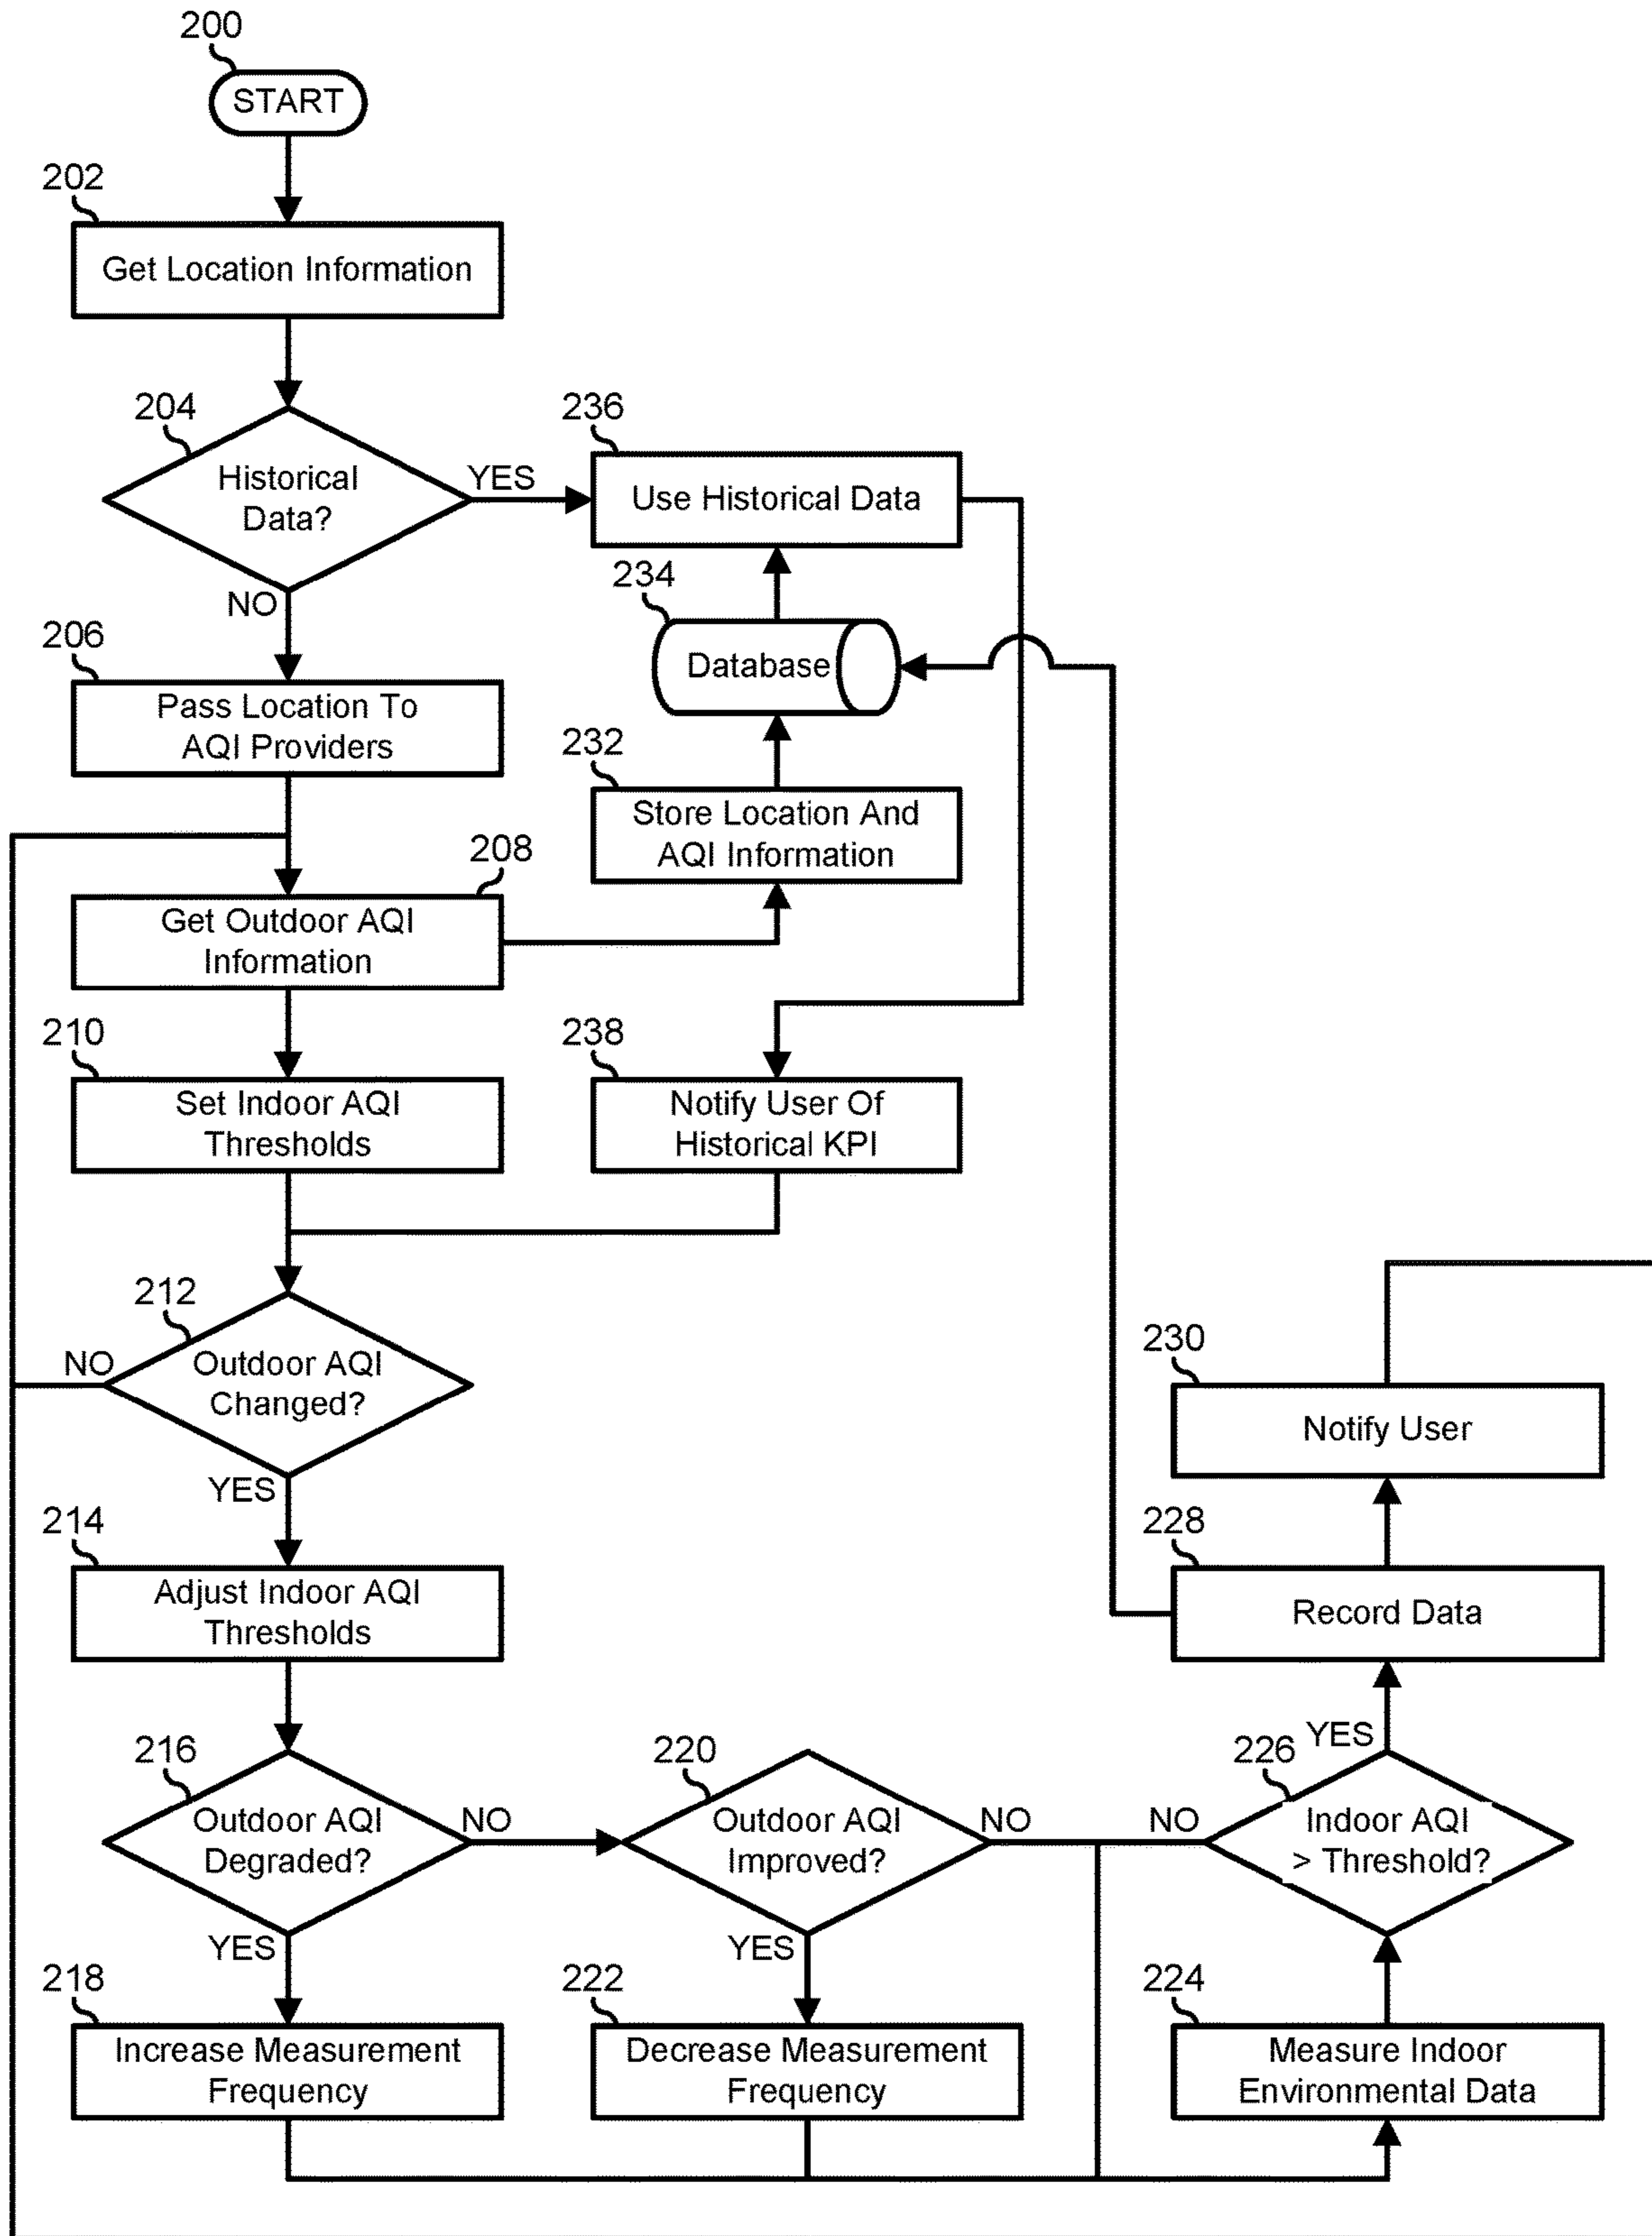 200
START
202
Get Location Information
204
Historical
Data?
YES
NO
236
Use Historical Data
234
Database
206
Pass Location To
AQI Providers
232
Store Location And
AQI Information
208
Get Outdoor AQI
Information
210
Set Indoor AQI
Thresholds
238
Notify User Of
Historical KPI
212
Outdoor AQI
Changed?
NO
YES
214
Adjust Indoor AQI
Thresholds
216
Outdoor AQI
Degraded?
NO
YES
218
Increase Measurement
Frequency
220
Outdoor AQI
Improved?
NO
YES
222
Decrease Measurement
Frequency
230
Notify User
228
Record Data
YES
226
NO
Indoor AQI
> Threshold?
224
Measure Indoor
Environmental Data